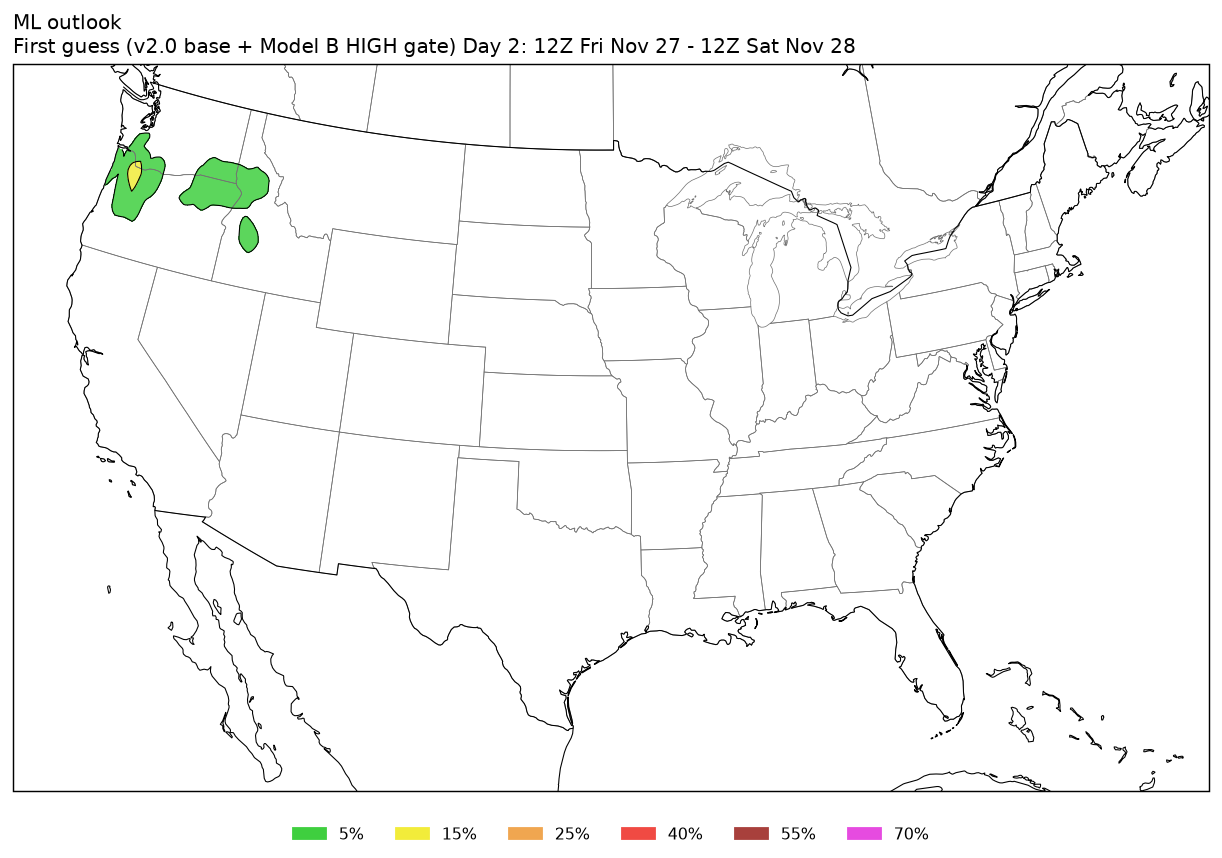 ML outlook
First guess (v2.0 base + Model B HIGH gate) Day 2: 12Z Fri Nov 27 - 12Z Sat Nov 28
5% 15% 25% 40% 55% 70%